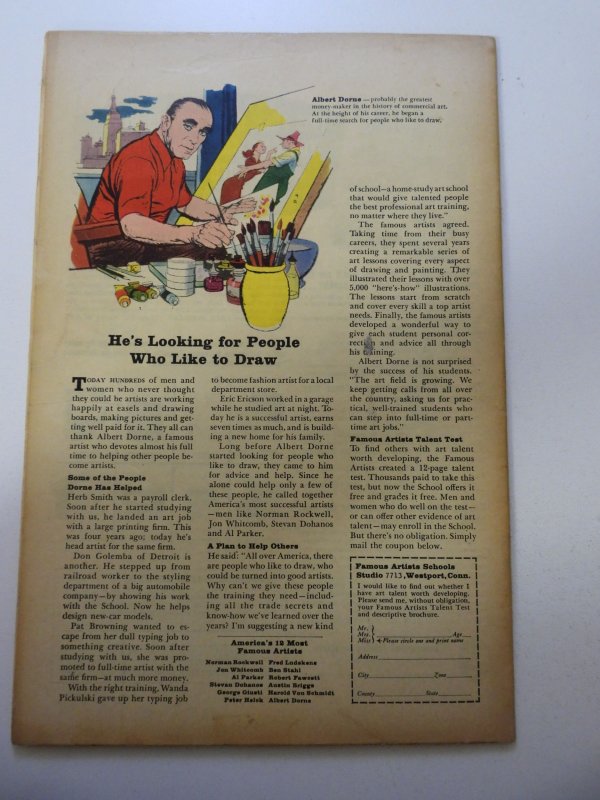 Albert Dorne — probably the greatest
money-maker in the history of commercial art.
At the height of his career, he began a
full-time search for people who like to draw.
He's Looking for People
Who Like to Draw
TODAY HUNDREDS of men and
women who never thought
they could be artists are working
happily at easels and drawing
boards, making pictures and get-
ting well paid for it. They all can
thank Albert Dorne, a famous
artist who devotes almost his full
time to helping other people be-
come artists.
Some of the People
Dorne Has Helped
Herb Smith was a payroll clerk.
Soon after he started studying
with us, he landed an art job
with a large printing firm. This
was four years ago; today he's
head artist for the same firm.
Don Golemba of Detroit is
another. He stepped up from
railroad worker to the styling
department of a big automobile
company—by showing his work
with the School. Now he helps
design new-car models.
Pat Browning wanted to es-
cape from her dull typing job to
something creative. Soon after
studying with us, she was pro-
moted to full-time artist with the
same firm—at much more money.
With the right training, Wanda
Pickulski gave up her typing job
to become fashion artist for a local
department store.
Eric Ericson worked in a garage
while he studied art at night. To-
day he is a successful artist, earns
seven times as much, and is build-
ing a new home for his family.
Long before Albert Dorne
started looking for people who
like to draw, they came to him
for advice and help. Since he
alone could help only a few of
these people, he called together
America's most successful artists
—men like Norman Rockwell,
Jon Whitcomb, Stevan Dohanos
and Al Parker.
A Plan to Help Others
He said: "All over America, there
are people who like to draw, who
could be turned into good artists.
Why can't we give these people
the training they need—includ-
ing all the trade secrets and
know-how we've learned over the
years? I'm suggesting a new kind
America's 12 Most
Famous Artists
Norman Rockwell Fred Ludekens
Jon Whitcomb Ben Stahl
Al Parker Robert Fawcett
Stevan Dohanos Austin Briggs
George Giusti Harold Von Schmidt
Peter Helck Albert Dorne
of school—a home-study art school
that would give talented people
the best professional art training,
no matter where they live."
The famous artists agreed.
Taking time from their busy
careers, they spent several years
creating a remarkable series of
art lessons covering every aspect
of drawing and painting. They
illustrated their lessons with over
5,000 "here's-how" illustrations.
The lessons start from scratch
and cover every skill a top artist
needs. Finally, the famous artists
developed a wonderful way to
give each student personal cor-
rection and advice all through
his training.
Albert Dorne is not surprised
by the success of his students.
"The art field is growing. We
keep getting calls from all over
the country, asking us for prac-
tical, well-trained students who
can step into full-time or part-
time art jobs."
Famous Artists Talent Test
To find others with art talent
worth developing, the Famous
Artists created a 12-page talent
test. Thousands paid to take this
test, but now the School offers it
free and grades it free. Men and
women who do well on the test—
or can offer other evidence of art
talent—may enroll in the School.
But there's no obligation. Simply
mail the coupon below.
Famous Artists Schools
Studio 7713, Westport, Conn.
I would like to find out whether I
have art talent worth developing.
Please send me, without obligation,
your Famous Artists Talent Test
and descriptive brochure.
Mr.
Mrs. Age
Miss Please circle one and print name
Address
City Zone
County State